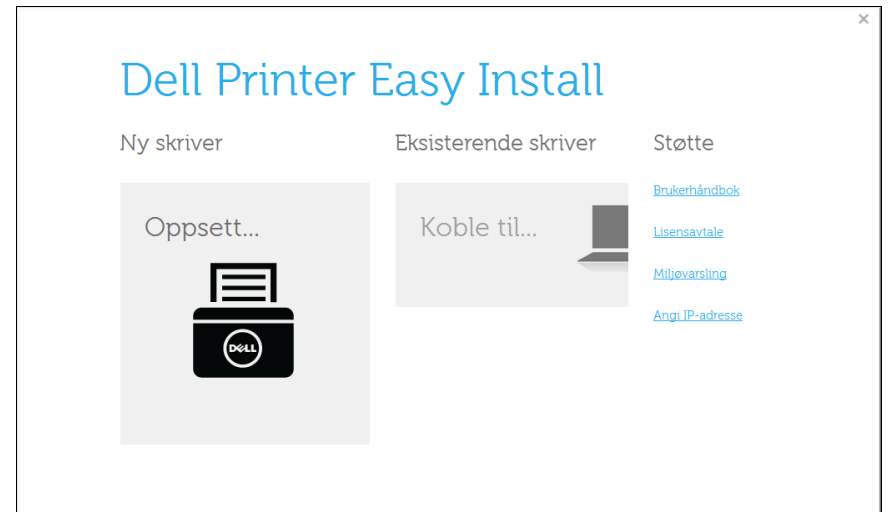 Dell Printer Easy Install
Ny skriver
Oppsett...
DELL
Eksisterende skriver
Koble til...
Støtte
Brukerhåndbok
Lisensavtale
Miljøvarsling
Angi IP-adresse